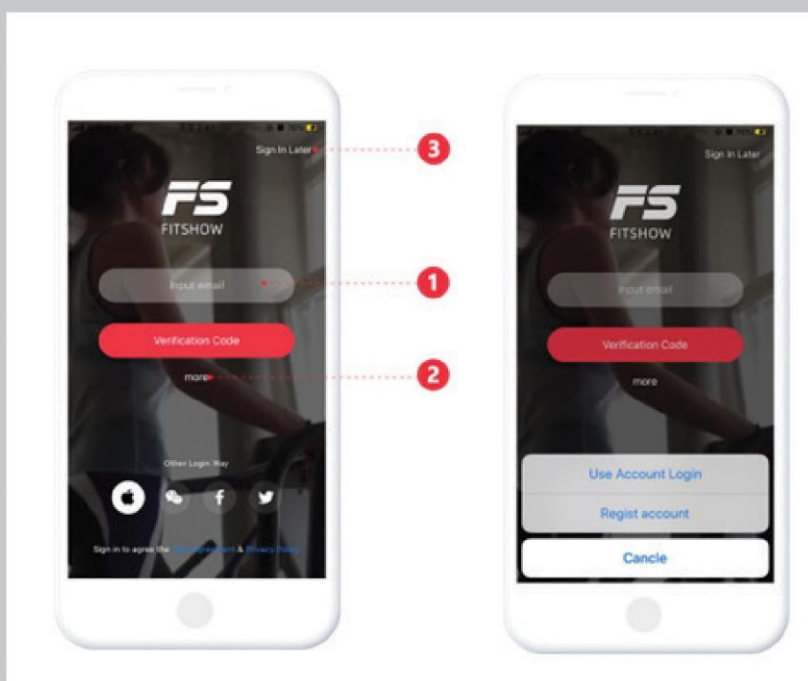 Sign In Later
3
FS
FITSHOW
Input email
1
Verification Code
more
2
Other Login Way
Sign in to agree the User Agreement & Privacy Policy
Sign In Later
FS
FITSHOW
Input email
Verification Code
more
Use Account Login
Regist account
Cancle